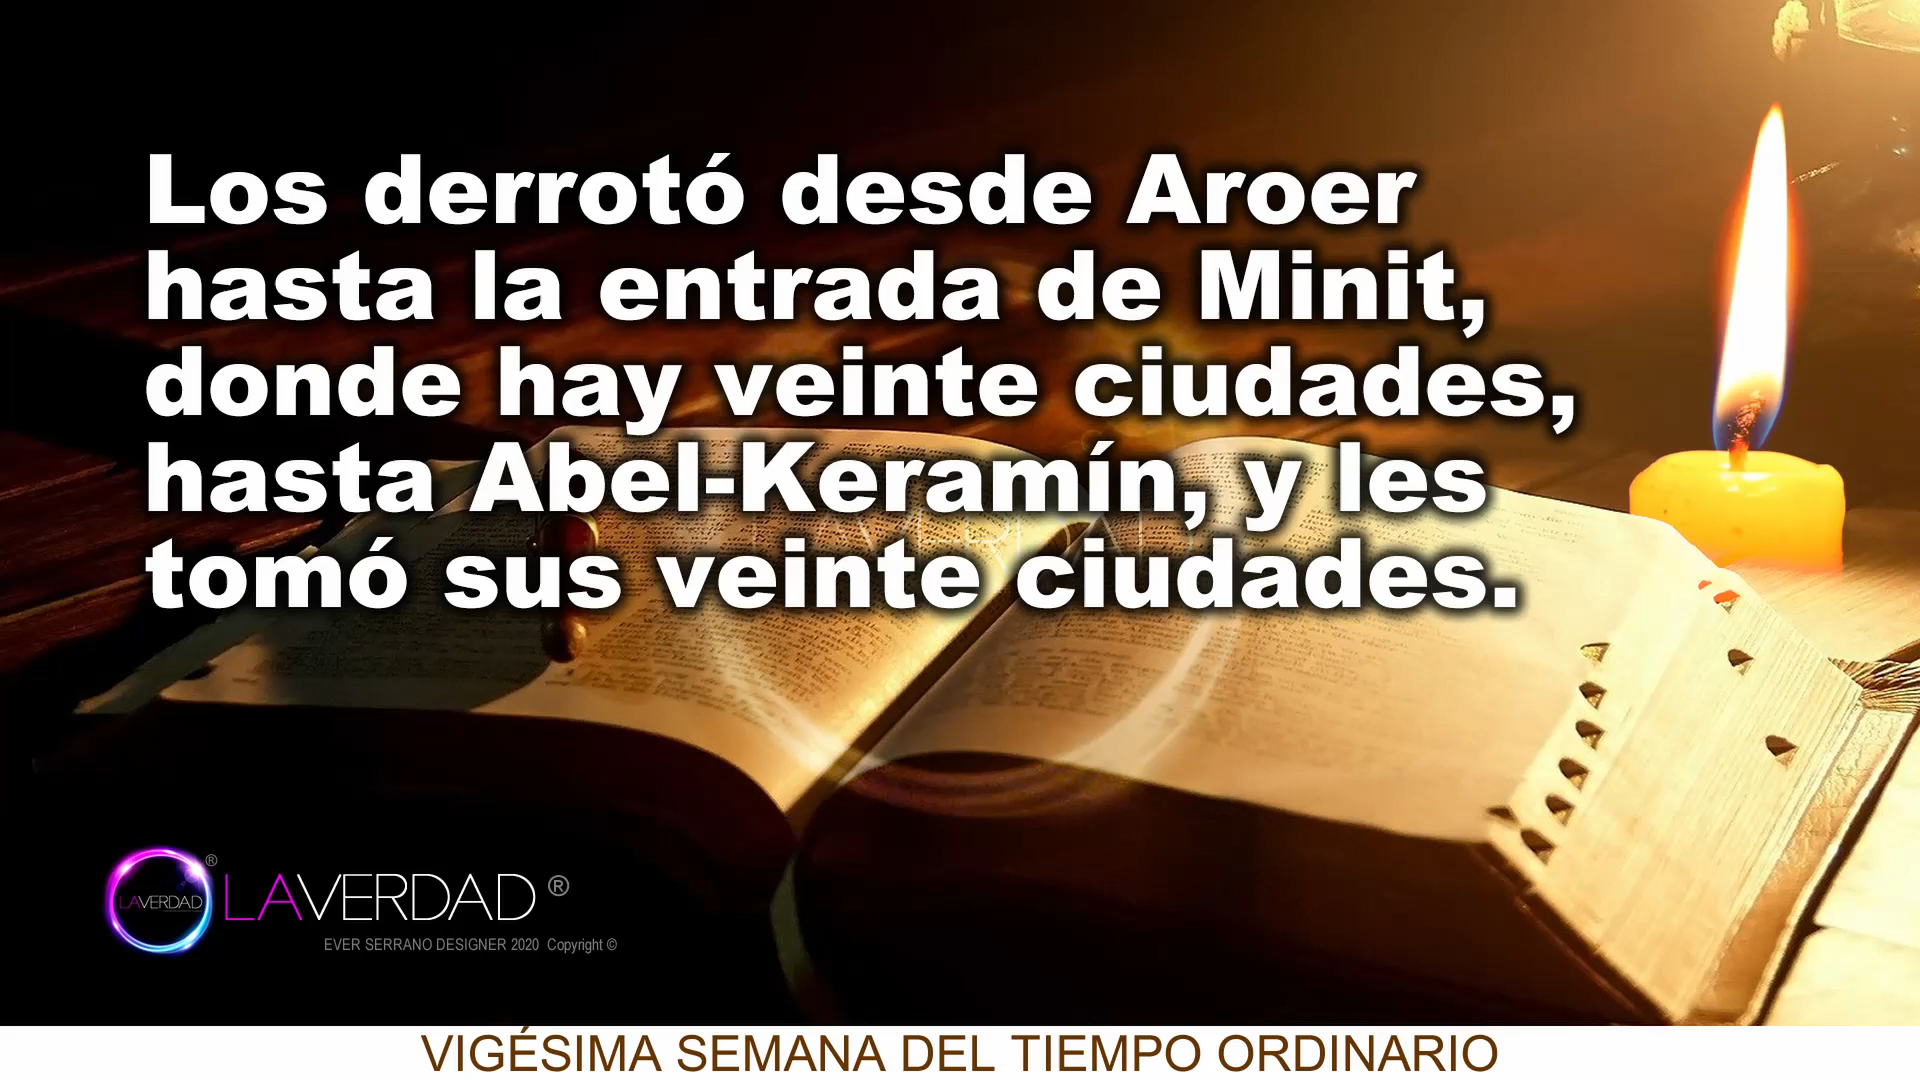 Los derrotó desde Aroer
hasta la entrada de Minit,
donde hay veinte ciudades,
hasta Abel-Keramín, y les
tomó sus veinte ciudades.
LAVERDAD ®
LAVERDAD ®
EVER SERRANO DESIGNER 2020 Copyright ©
VIGÉSIMA SEMANA DEL TIEMPO ORDINARIO